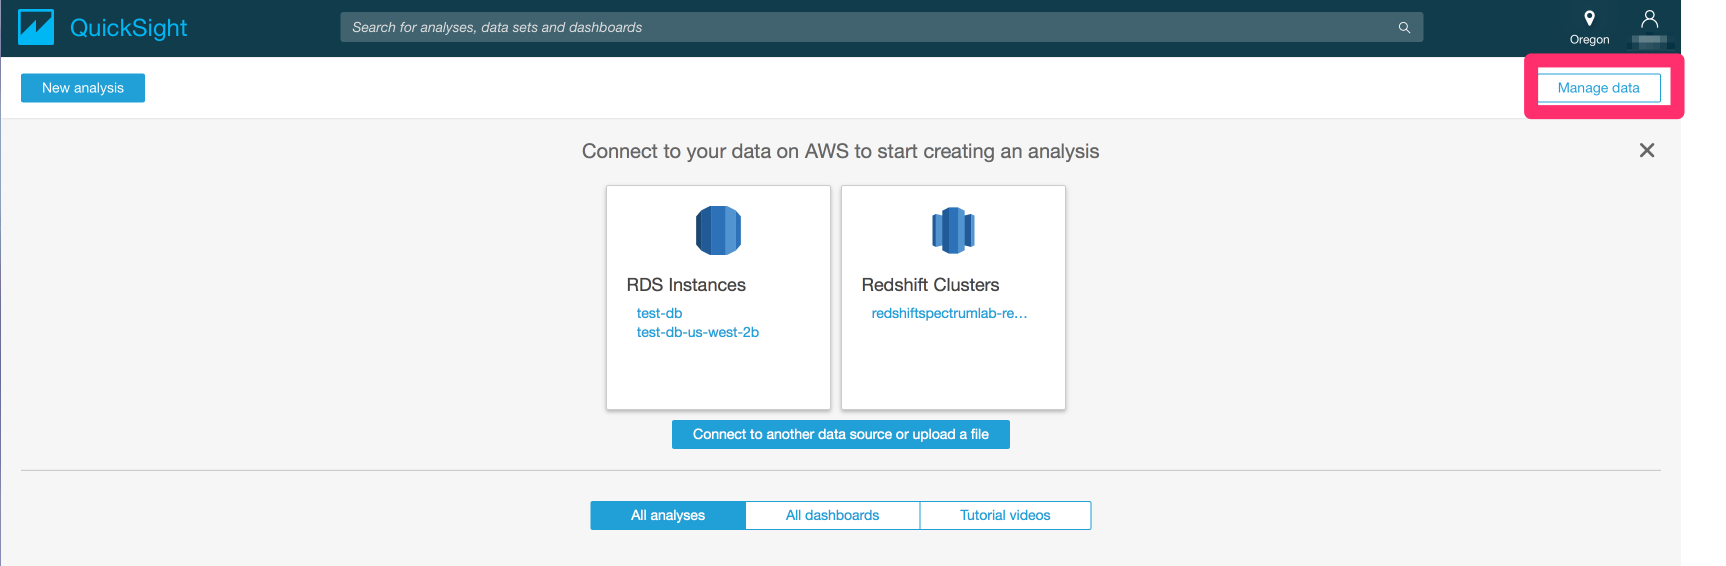 QuickSight
Search for analyses, data sets and dashboards
Oregon
New analysis
Manage data
Connect to your data on AWS to start creating an analysis
RDS Instances
test-db
test-db-us-west-2b
Redshift Clusters
redshiftspectrumlab-re...
Connect to another data source or upload a file
All analyses
All dashboards
Tutorial videos